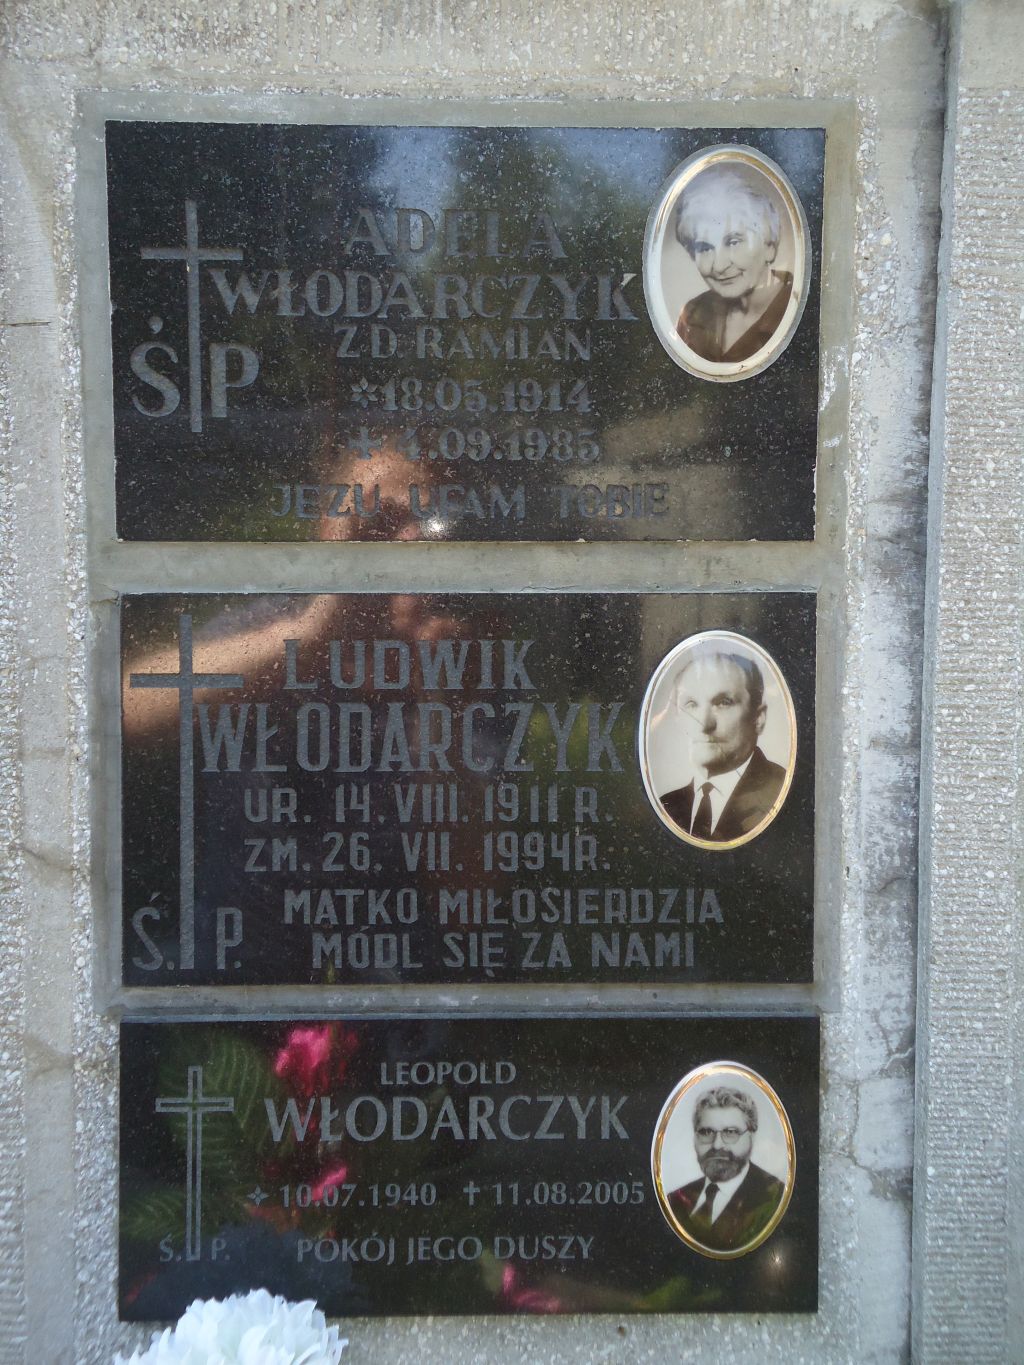 ADELA
WŁODARCZYK
Z D. RAMIAN
Ś P
*18.05.1914
+ 4.09.1985
JEZU UFAM TOBIE
LUDWIK
WŁODARCZYK
UR. 14. VIII. 1911 R.
ZM. 26. VII. 1994R.
Ś. P.
MATKO MIŁOSIERDZIA
MÓDL SIĘ ZA NAMI
LEOPOLD
WŁODARCZYK
10.07.1940 † 11.08.2005
Ś. P.
POKÓJ JEGO DUSZY